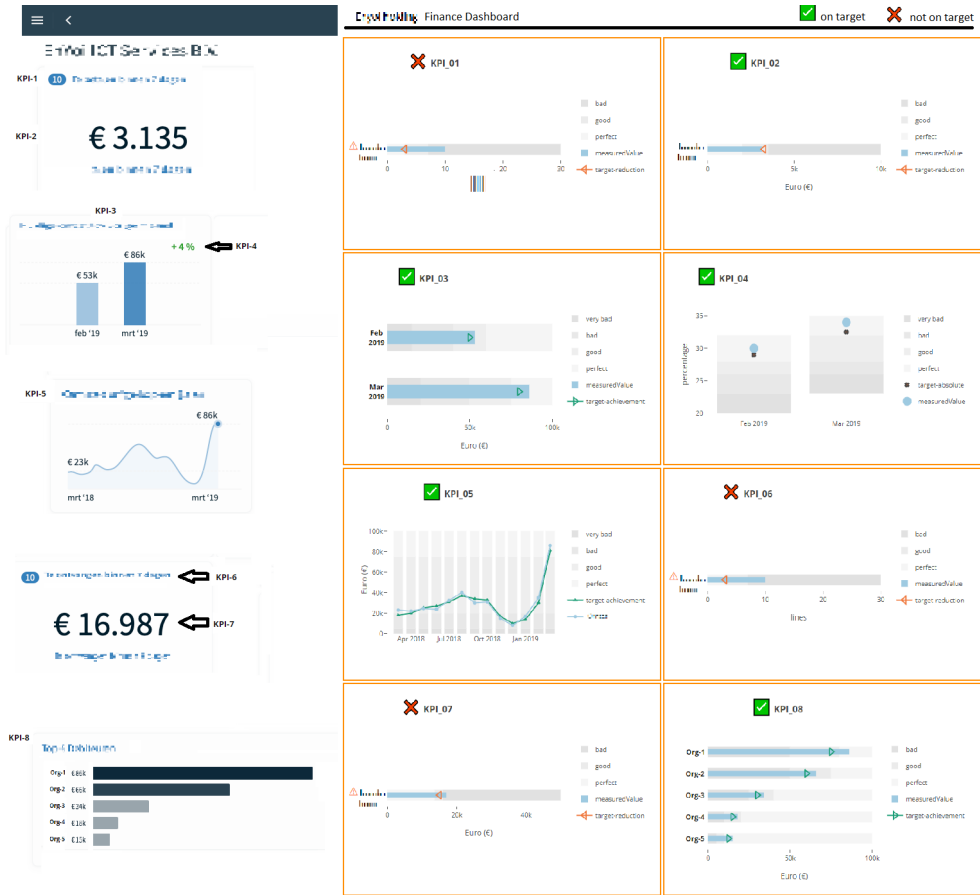 Finance Dashboard
on target
not on target
KPI-1
10
KPI-2
€ 3.135
KPI-3
+ 4 %
KPI-4
€ 53k
€ 86k
feb '19
mrt '19
KPI-5
€ 86k
€ 23k
mrt '18
mrt '19
10
KPI-6
€ 16.987
KPI-7
KPI-8
Org-1 €86k
Org-2 €66k
Org-3 €34k
Org-4 €18k
Org-5 €15k
KPI_01
bad
good
perfect
measuredValue
target-reduction
0 10 20 30
KPI_02
bad
good
perfect
measuredValue
target-reduction
0 5k 10k
Euro (€)
KPI_03
very bad
bad
good
perfect
measuredValue
target-achievement
Feb
2019
Mar
2019
0 50k 100k
Euro (€)
KPI_04
very bad
bad
good
perfect
target-absolute
measuredValue
percentage
35
30
25
20
Feb 2019
Mar 2019
KPI_05
very bad
bad
good
perfect
target-achievement
Euro (€)
100k
80k
60k
40k
20k
0
Apr 2018 Jul 2018 Oct 2018 Jan 2019
KPI_06
bad
good
perfect
measuredValue
target-reduction
0 10 20 30
lines
KPI_07
bad
good
perfect
measuredValue
target-reduction
0 20k 40k
Euro (€)
KPI_08
bad
good
perfect
measuredValue
target-achievement
Org-1
Org-2
Org-3
Org-4
Org-5
0 50k 100k
Euro (€)